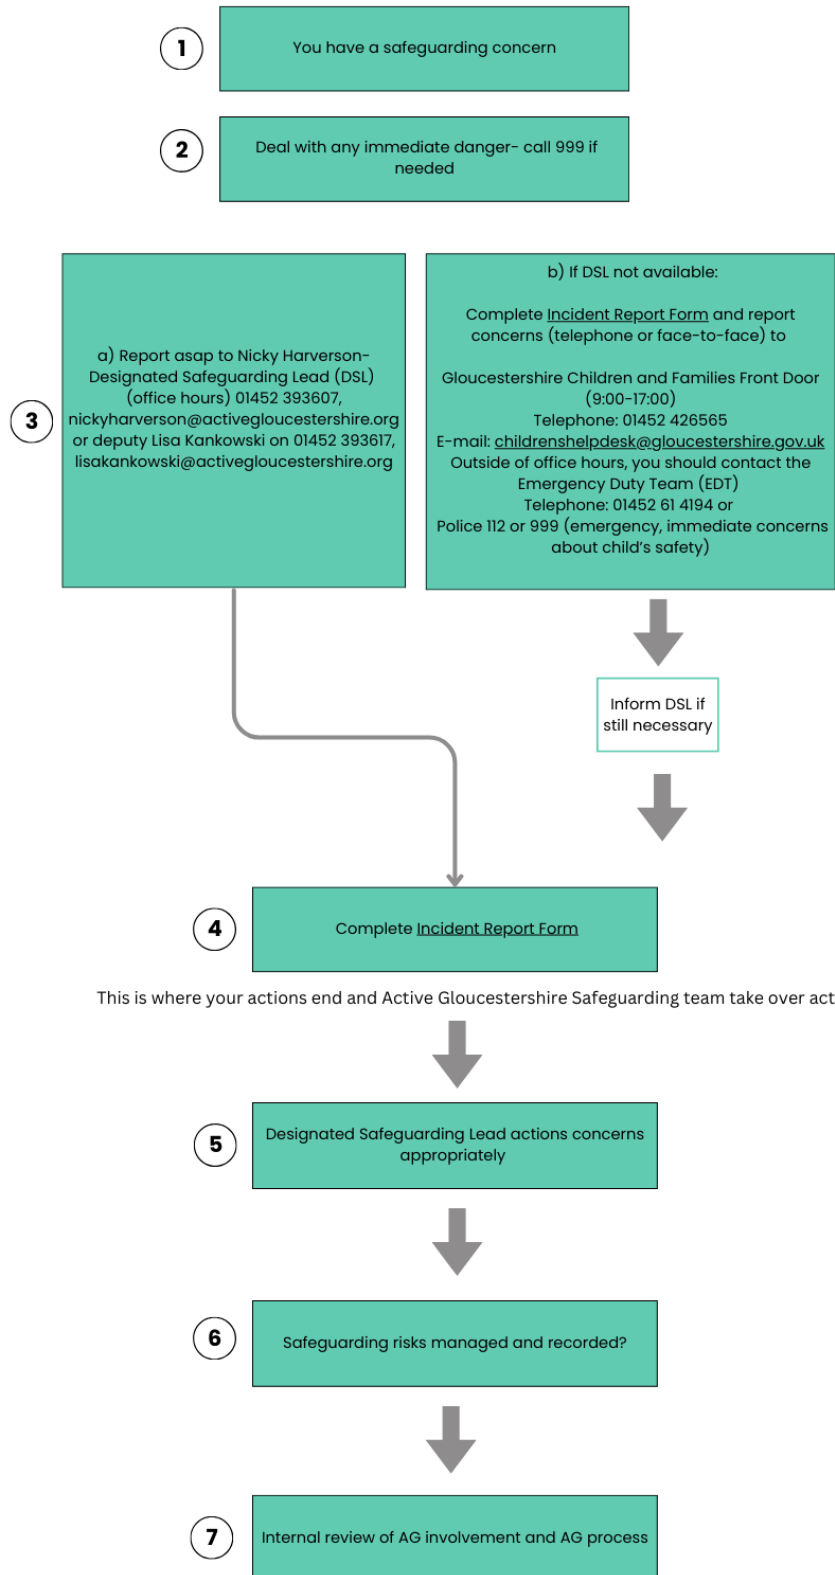 1
You have a safeguarding concern
2
Deal with any immediate danger- call 999 if
needed
3
a) Report asap to Nicky Harverson-
Designated Safeguarding Lead (DSL)
(office hours) 01452 393607,
nickyharverson@activegloucestershire.org
or deputy Lisa Kankowski on 01452 393617,
lisakankowski@activegloucestershire.org
b) If DSL not available:
Complete Incident Report Form and report
concerns (telephone or face-to-face) to
Gloucestershire Children and Families Front Door
(9:00-17:00)
Telephone: 01452 426565
E-mail: childrenshelpdesk@gloucestershire.gov.uk
Outside of office hours, you should contact the
Emergency Duty Team (EDT)
Telephone: 01452 61 4194 or
Police 112 or 999 (emergency, immediate concerns
about child's safety)
Inform DSL if
still necessary
4
Complete Incident Report Form
This is where your actions end and Active Gloucestershire Safeguarding team take over act
5
Designated Safeguarding Lead actions concerns
appropriately
6
Safeguarding risks managed and recorded?
7
Internal review of AG involvement and AG process